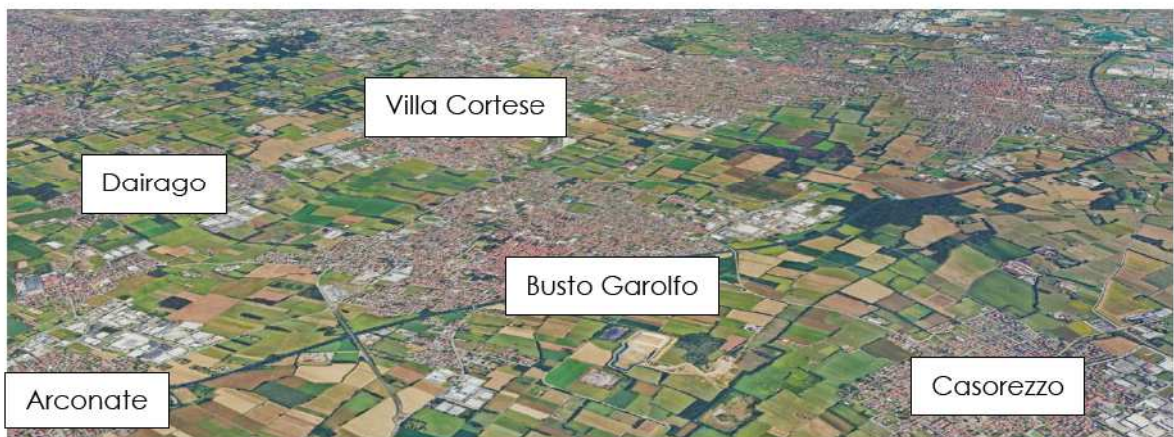 Villa Cortese
Dairago
Busto Garolfo
Casorezzo
Arconate